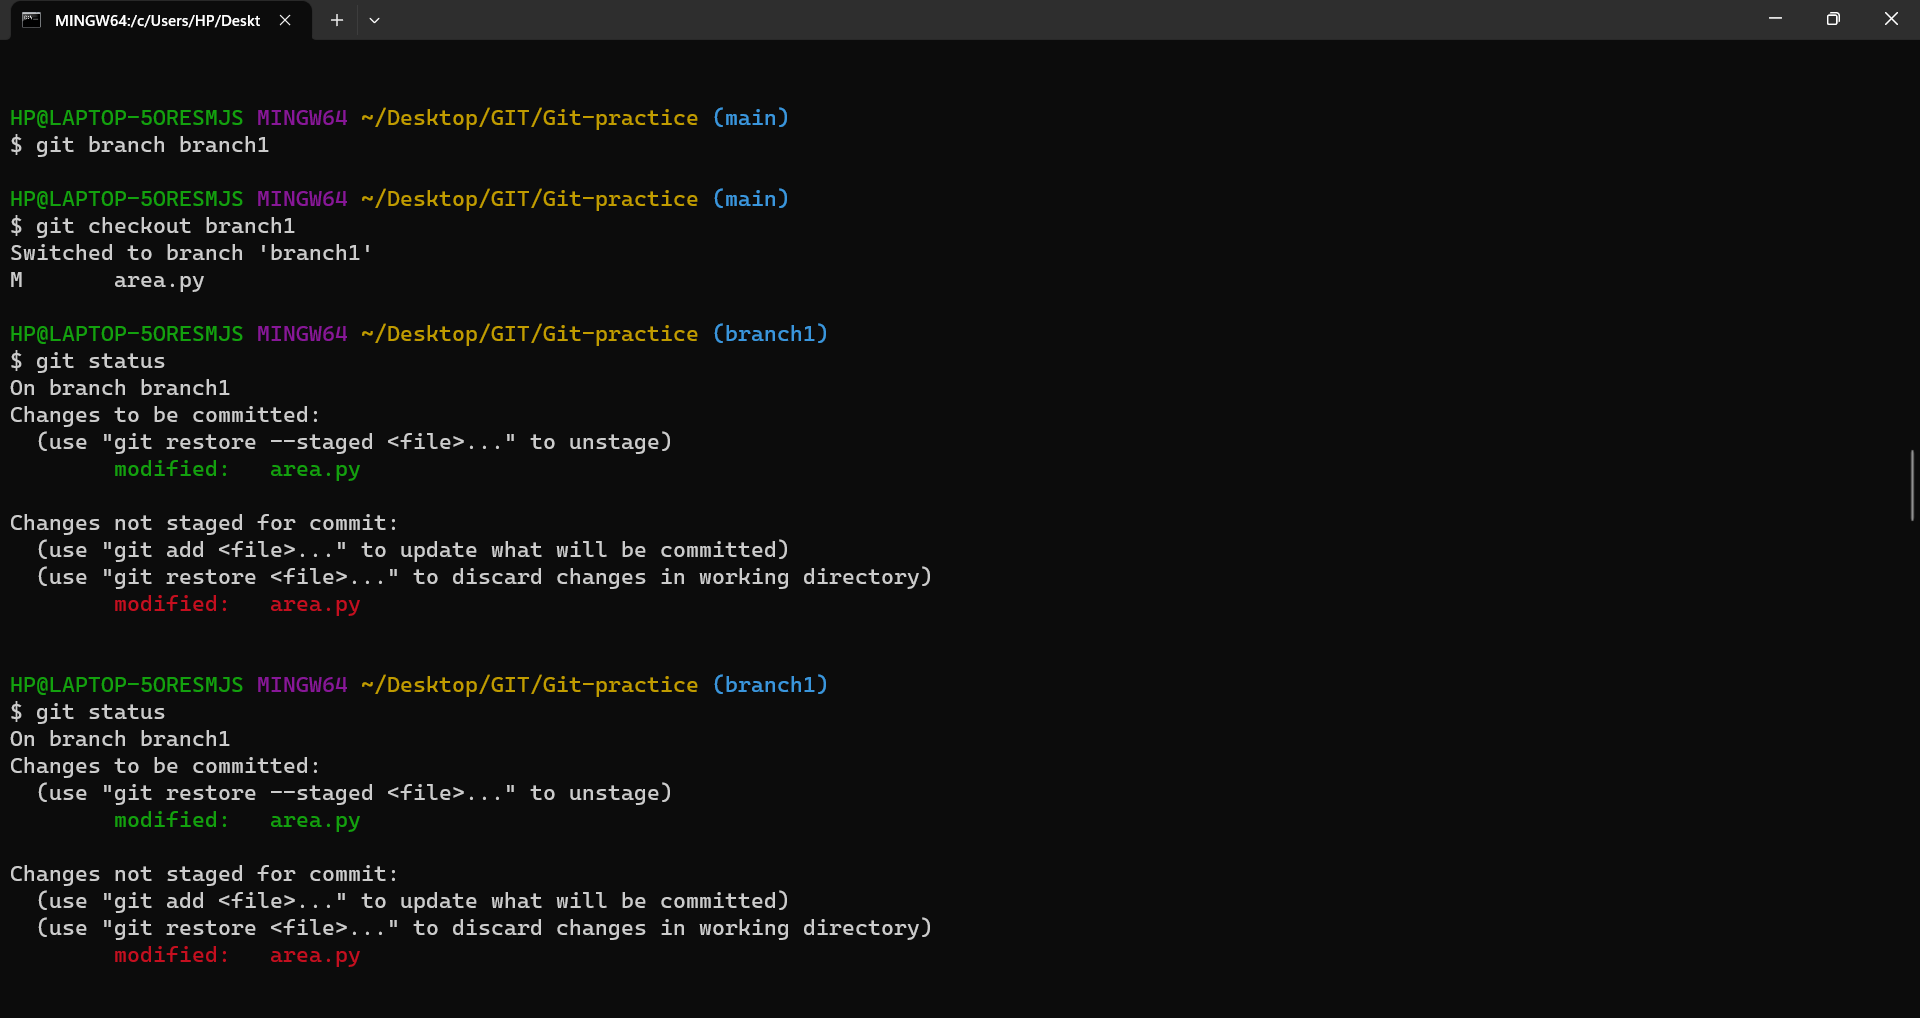 MINGW64:/c/Users/HP/Deskt
HP@LAPTOP-5ORESMJS MINGW64 ~/Desktop/GIT/Git-practice (main)
$ git branch branch1
HP@LAPTOP-5ORESMJS MINGW64 ~/Desktop/GIT/Git-practice (main)
$ git checkout branch1
Switched to branch 'branch1'
M       area.py
HP@LAPTOP-5ORESMJS MINGW64 ~/Desktop/GIT/Git-practice (branch1)
$ git status
On branch branch1
Changes to be committed:
  (use "git restore --staged <file>..." to unstage)
        modified:   area.py
Changes not staged for commit:
  (use "git add <file>..." to update what will be committed)
  (use "git restore <file>..." to discard changes in working directory)
        modified:   area.py
HP@LAPTOP-5ORESMJS MINGW64 ~/Desktop/GIT/Git-practice (branch1)
$ git status
On branch branch1
Changes to be committed:
  (use "git restore --staged <file>..." to unstage)
        modified:   area.py
Changes not staged for commit:
  (use "git add <file>..." to update what will be committed)
  (use "git restore <file>..." to discard changes in working directory)
        modified:   area.py